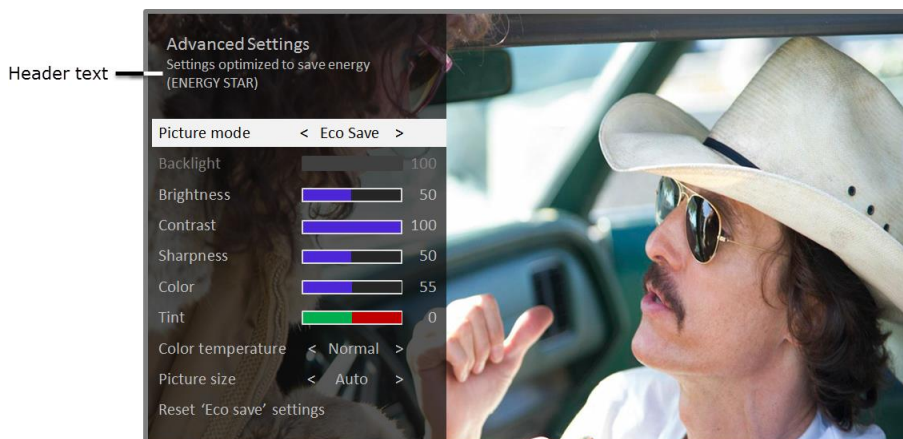 Header text
Advanced Settings
Settings optimized to save energy
(ENERGY STAR)
Picture mode < Eco Save >
Backlight 100
Brightness 50
Contrast 100
Sharpness 50
Color 55
Tint 0
Color temperature < Normal >
Picture size < Auto >
Reset ‘Eco save’ settings